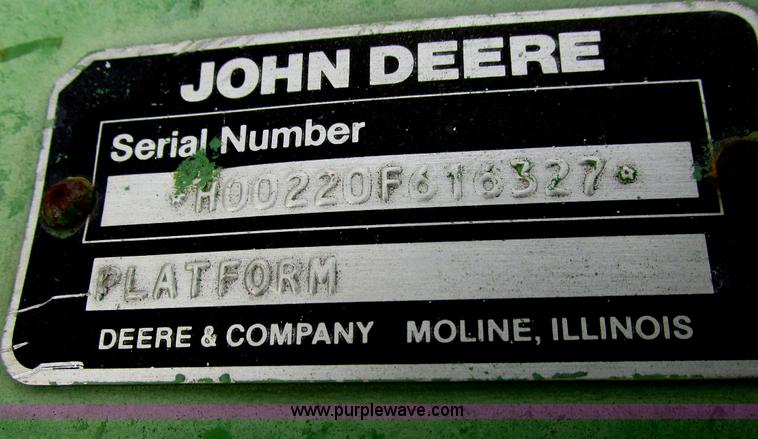 JOHN DEERE
Serial Number
*H00220F616327*
PLATFORM
DEERE & COMPANY MOLINE, ILLINOIS
www.purplewave.com